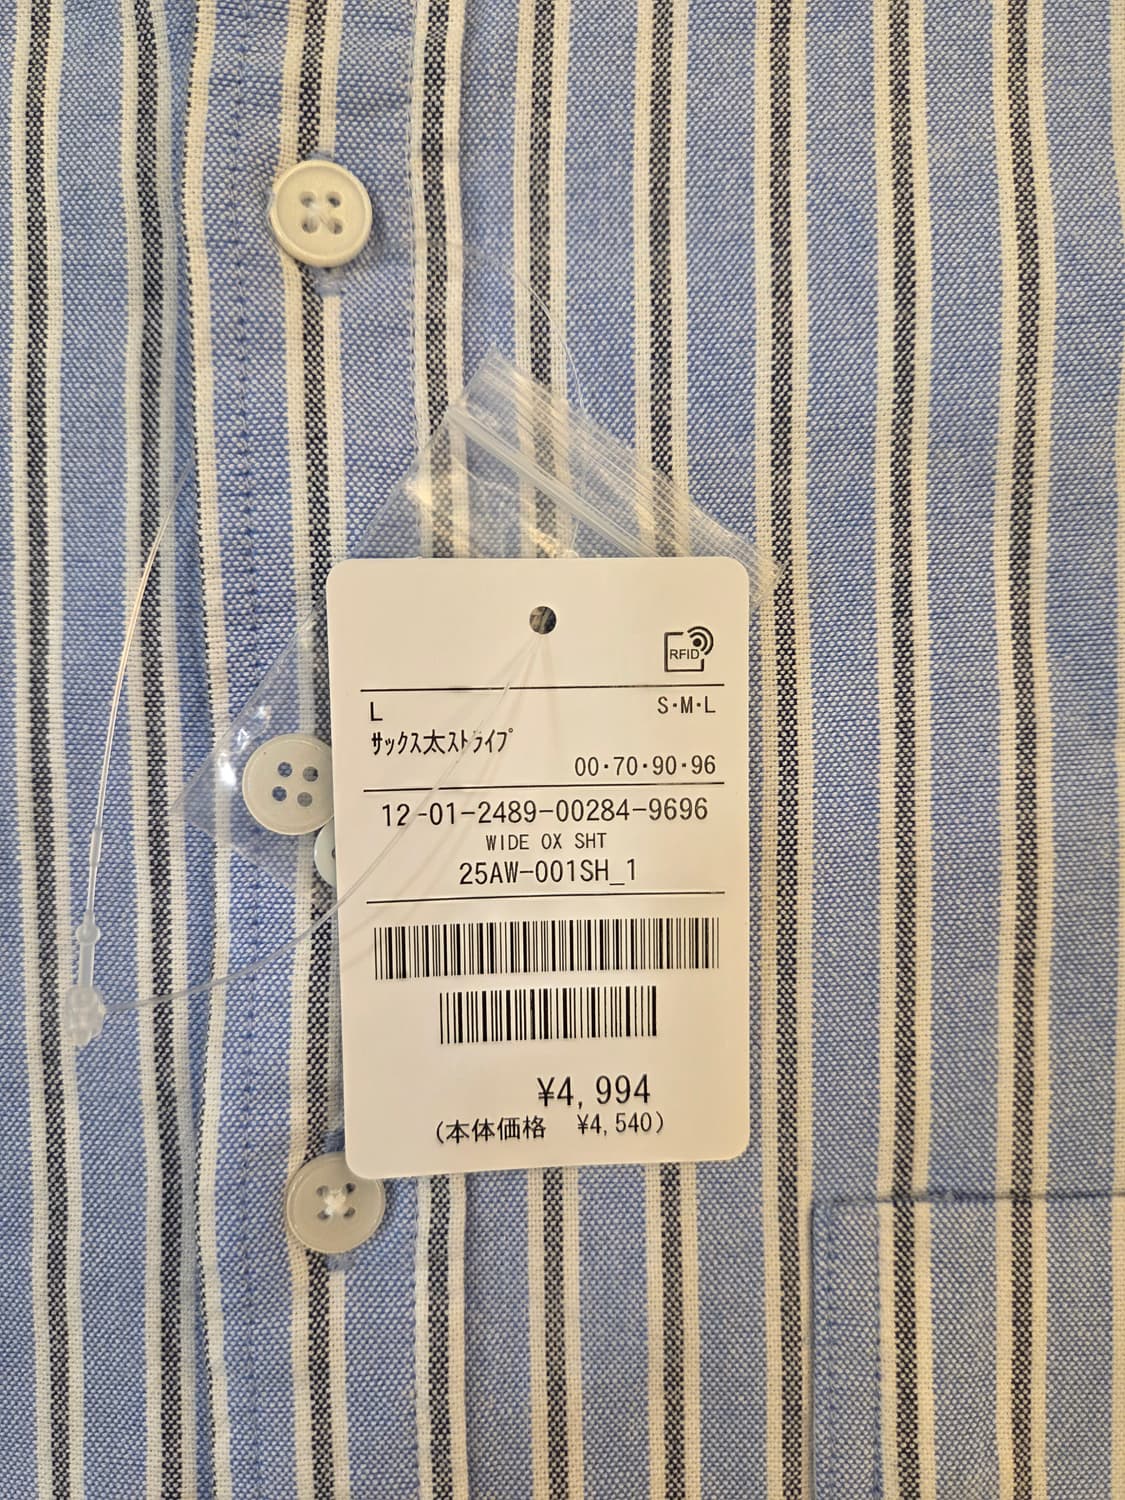 RFID
L
S・M・L
サックス太ストライプ
00・70・90・96
12-01-2489-00284-9696
WIDE OX SHT
25AW-001SH_1
¥4,994
(本体価格 ¥4,540)